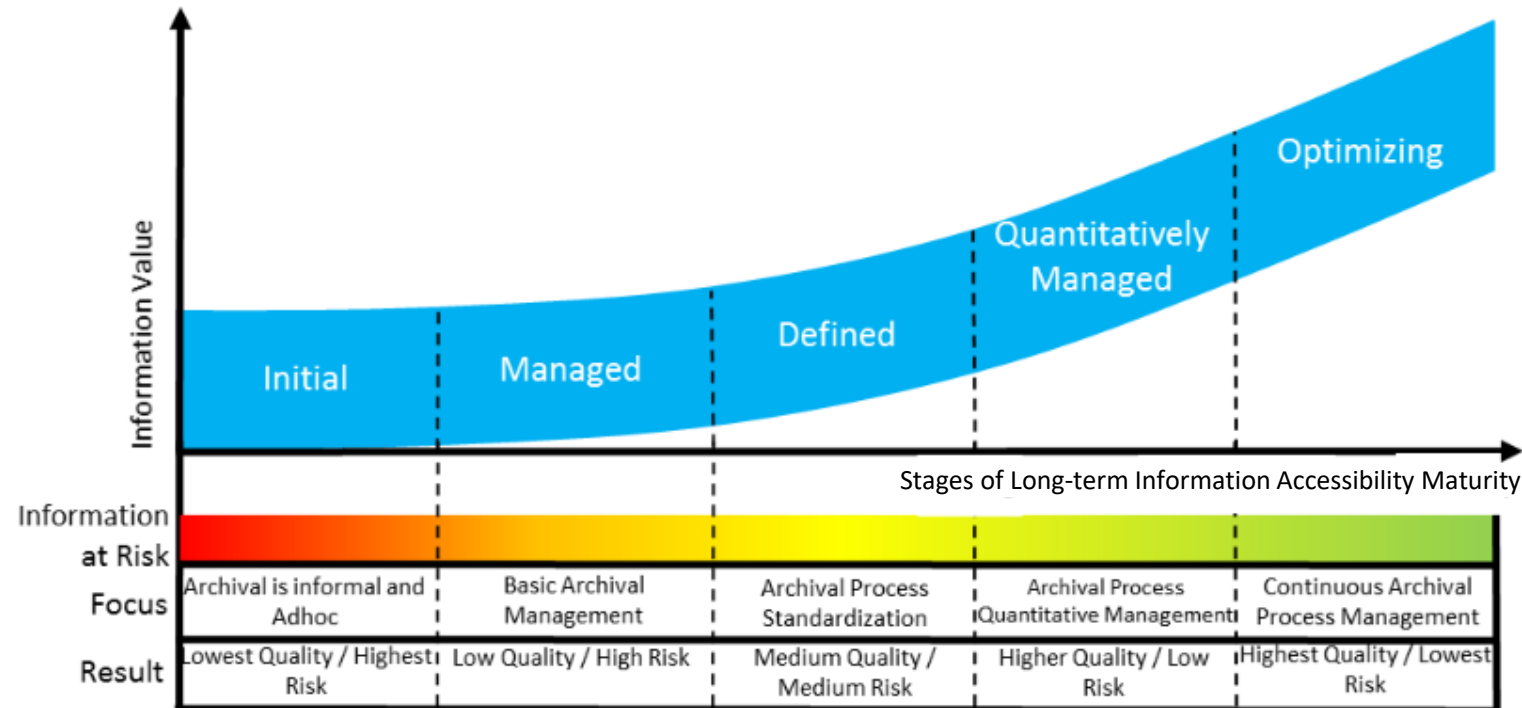 Information Value
Initial
Managed
Defined
Quantitatively
Managed
Optimizing
Stages of Long-term Information Accessibility Maturity
Information
at Risk
Focus
Archival is informal and
Adhoc
Basic Archival
Management
Archival Process
Standardization
Archival Process
Quantitative Management
Continuous Archival
Process Management
Result
Lowest Quality / Highest
Risk
Low Quality / High Risk
Medium Quality /
Medium Risk
Higher Quality / Low
Risk
Highest Quality / Lowest
Risk